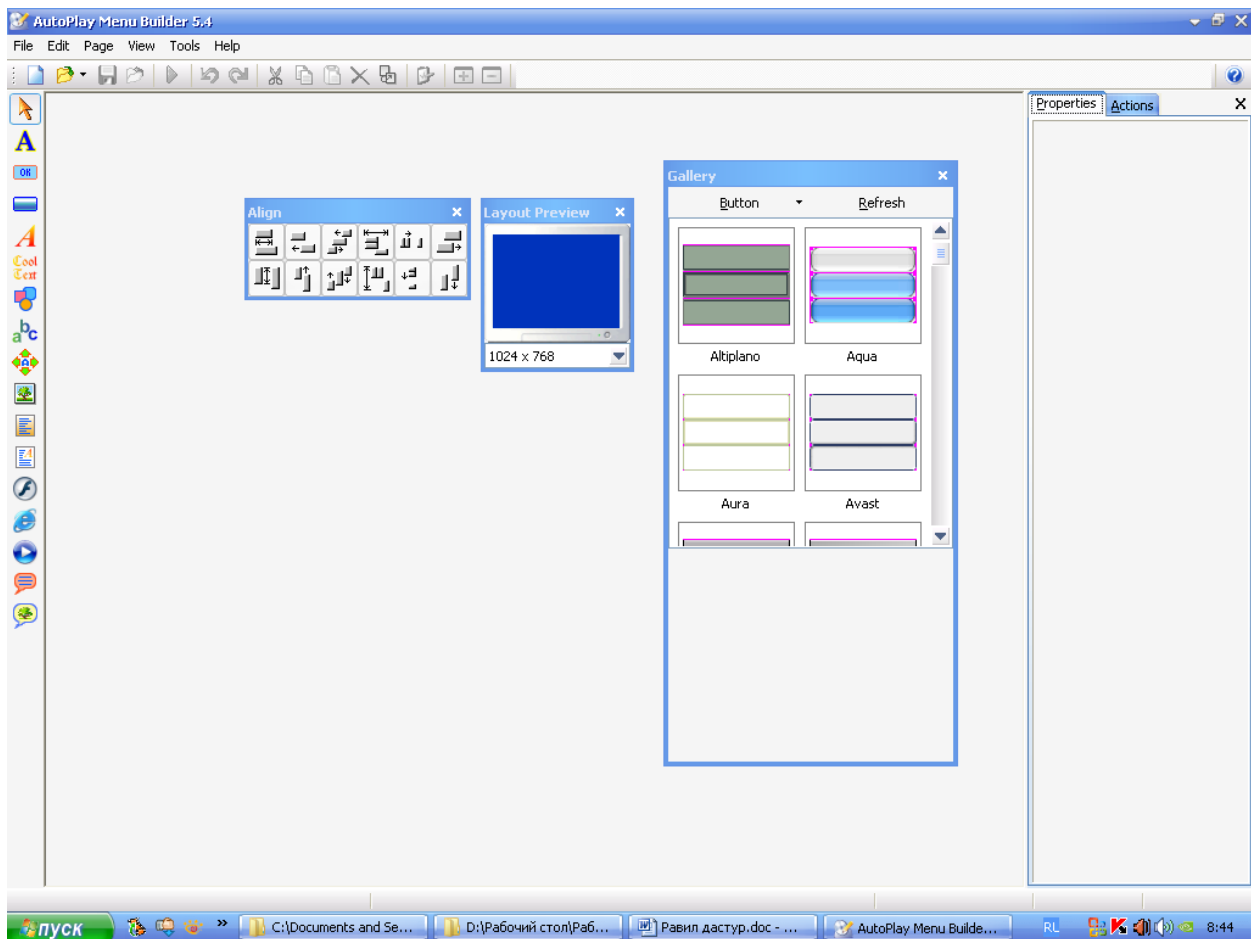 AutoPlay Menu Builder 5.4
File Edit Page View Tools Help
Properties Actions
A
OK
A
Cool
Text
abc
A
Align
Layout Preview
1024 x 768
Gallery
Button Refresh
Altiplano Aqua
Aura Avast
пуск » C:\Documents and Se... D:\Рабочий стол\Раб... Равил дастур.doc - ... AutoPlay Menu Builde... RL 8:44